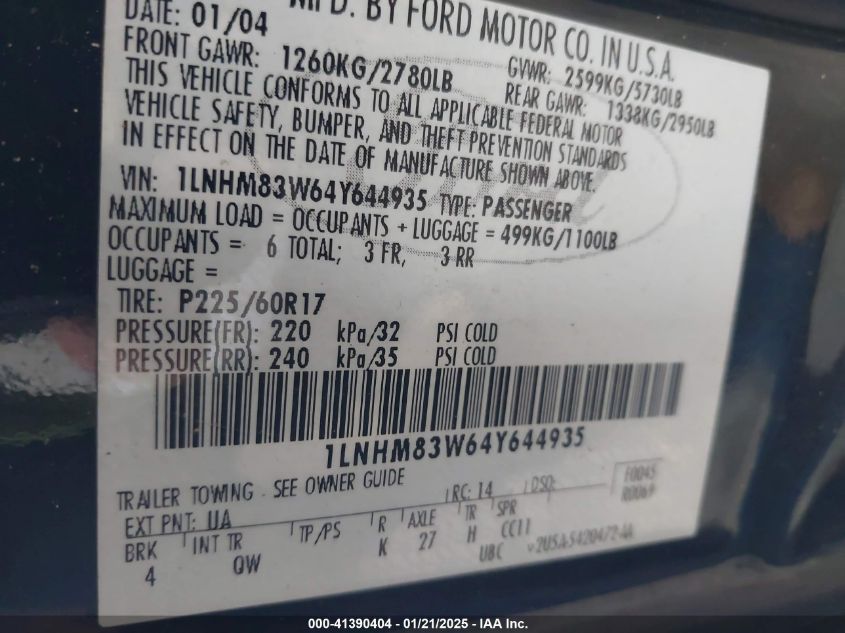 DATE: 01/04 MFD. BY FORD MOTOR CO. IN U.S.A.
FRONT GAWR: 1260KG/2780LB GVWR: 2599KG/5730LB
REAR GAWR: 1338KG/2950LB
THIS VEHICLE CONFORMS TO ALL APPLICABLE FEDERAL MOTOR
VEHICLE SAFETY, BUMPER, AND THEFT PREVENTION STANDARDS
IN EFFECT ON THE DATE OF MANUFACTURE SHOWN ABOVE.
VIN: 1LNHM83W64Y644935 TYPE: PASSENGER
MAXIMUM LOAD = OCCUPANTS + LUGGAGE = 499KG/1100LB
OCCUPANTS = 6 TOTAL; 3 FR, 3 RR
LUGGAGE =
TIRE: P225/60R17
PRESSURE(FR): 220 kPa/32 PSI COLD
PRESSURE(RR): 240 kPa/35 PSI COLD
1LNHM83W64Y644935
TRAILER TOWING - SEE OWNER GUIDE
EXT PNT: UA RC: 14 DSO: F0045
R0069
BRK INT TR TP/PS R AXLE TR SPR
4 QW K 27 H CC11
UBC
000-41390404 — 01/21/2025 — IAA Inc.